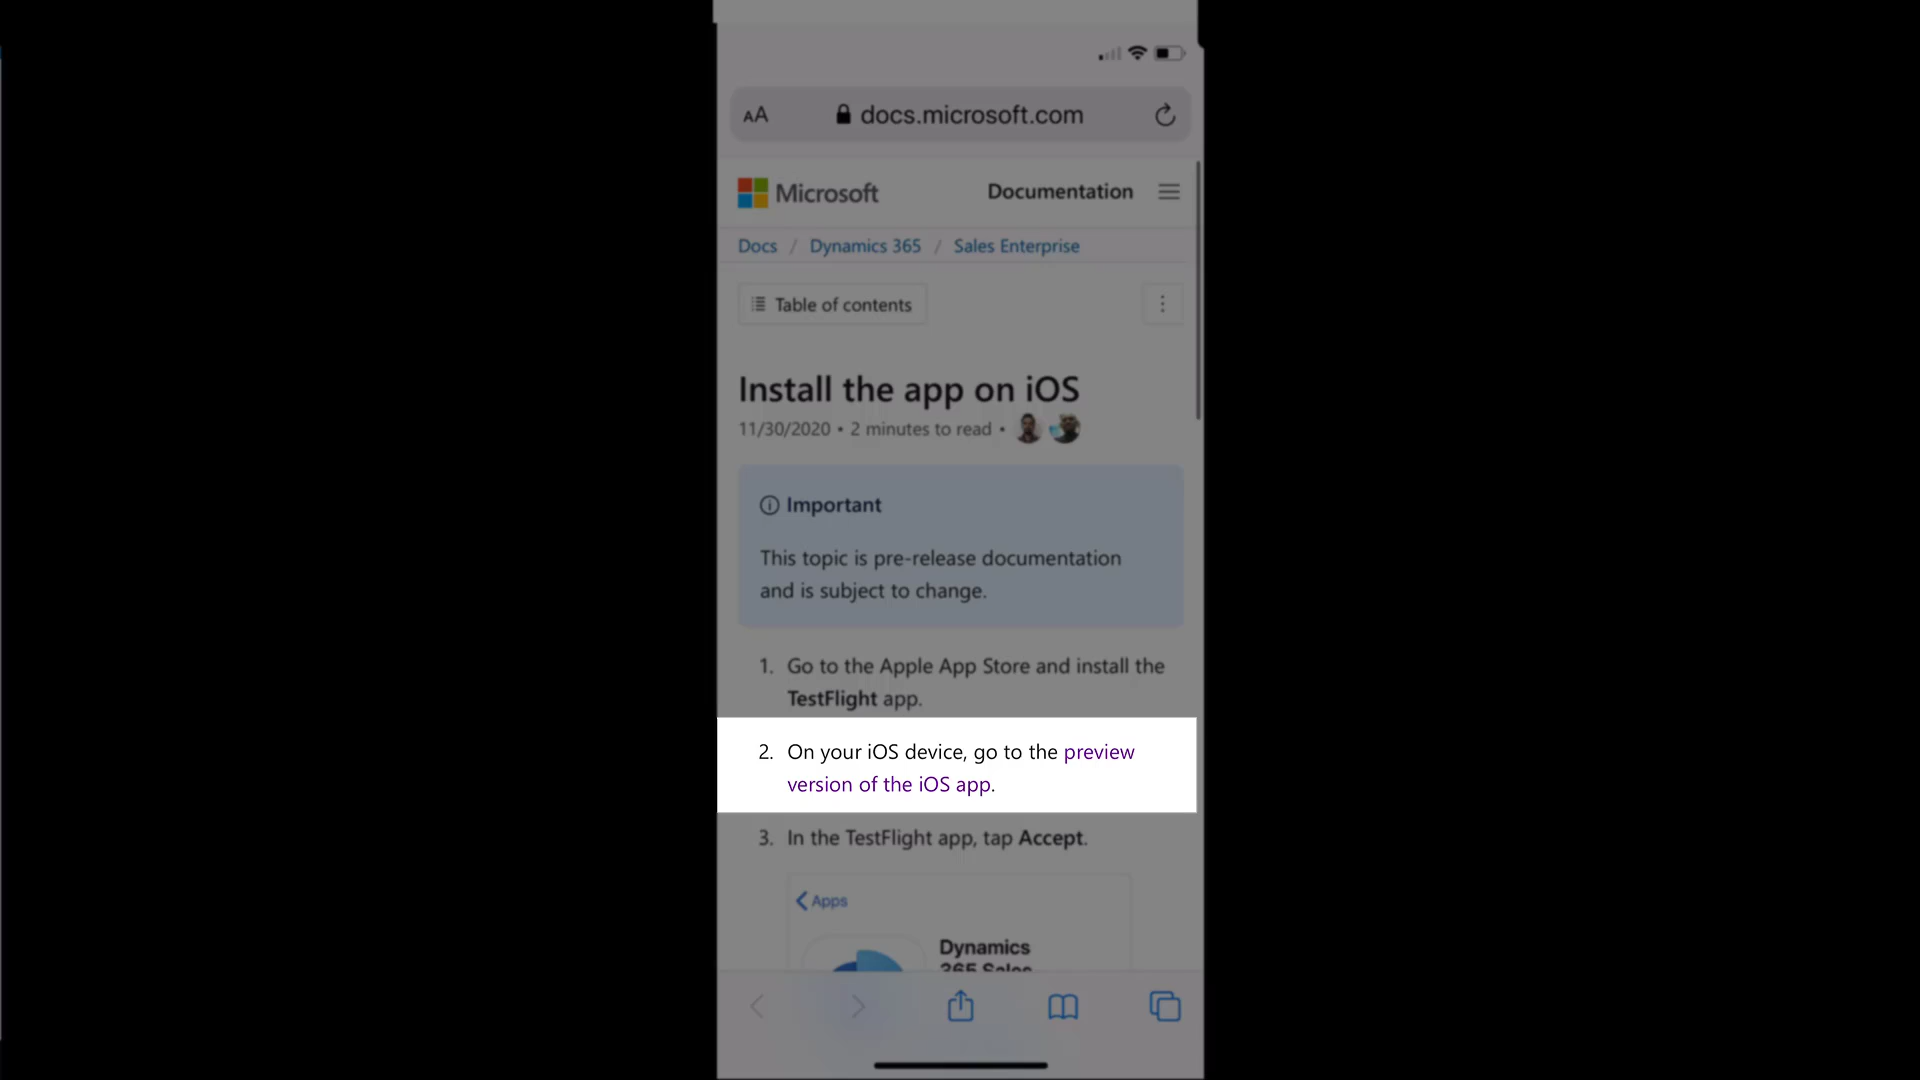 AA docs.microsoft.com
Microsoft Documentation
Docs / Dynamics 365 / Sales Enterprise
Table of contents
Install the app on iOS
11/30/2020 • 2 minutes to read •
Important
This topic is pre-release documentation
and is subject to change.
1. Go to the Apple App Store and install the
TestFlight app.
2. On your iOS device, go to the preview
version of the iOS app.
3. In the TestFlight app, tap Accept.
Apps
Dynamics
365 Sales